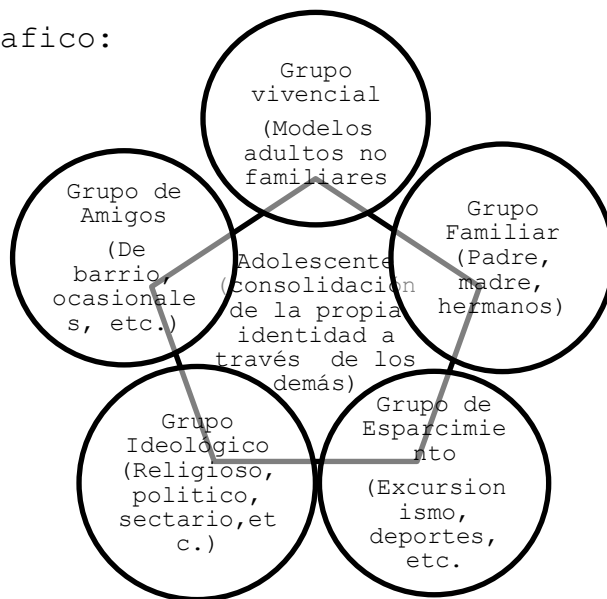 afico:
Grupo
vivencial
(Modelos
adultos no
familiares
Grupo de
Amigos
(De
barrio,
ocasionale
s, etc.)
Grupo
Familiar
(Padre,
madre,
hermanos)
Adolescente
(consolidación
de la propia
identidad a
través de los
demás)
Grupo
Ideológico
(Religioso,
politico,
sectario,et
c.)
Grupo de
Esparcimie
nto
(Excursion
ismo,
deportes,
etc.